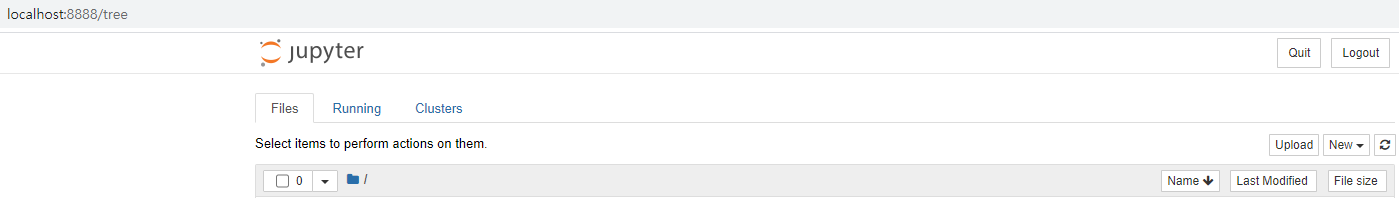 localhost:8888/tree
jupyter
Quit Logout
Files Running Clusters
Select items to perform actions on them.
Upload New
0 / Name Last Modified File size